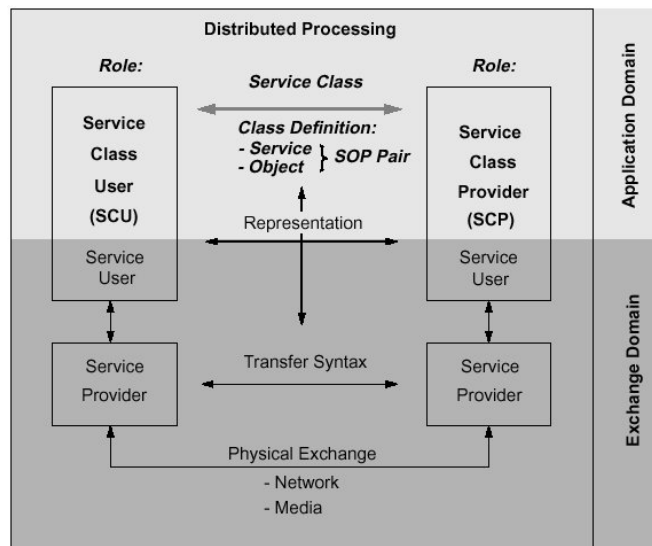 Distributed Processing
Role:
Service Class
Role:
Service
Class
User
(SCU)
Class Definition:
- Service
- Object
SOP Pair
Service
Class
Provider
(SCP)
Representation
Service
User
Service
User
Service
Provider
Transfer Syntax
Service
Provider
Physical Exchange
- Network
- Media
Application Domain
Exchange Domain